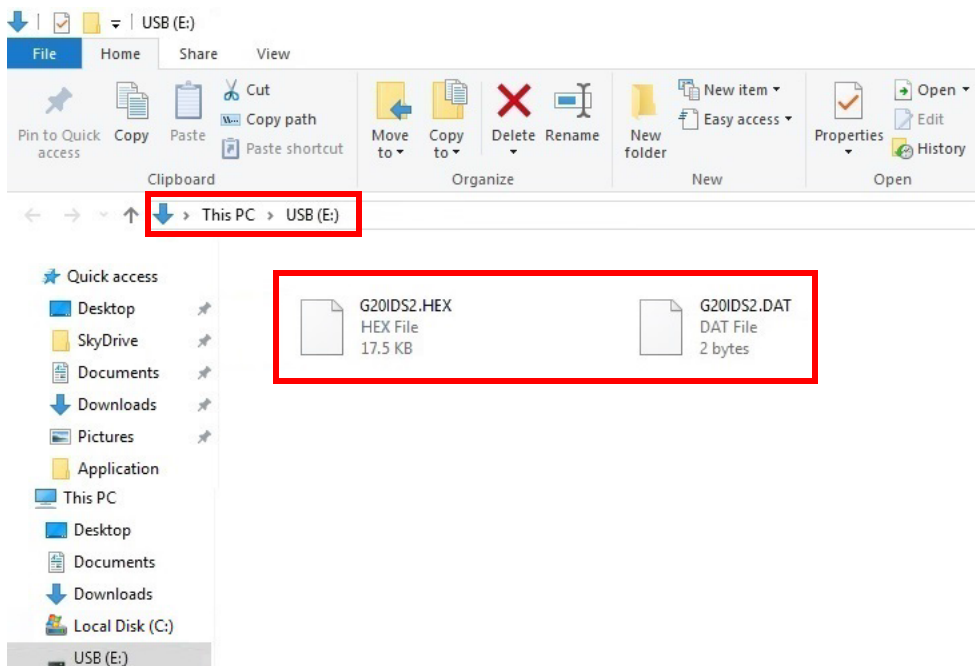 USB (E:)
File Home Share View
Pin to Quick access
Copy
Paste
Cut
Copy path
Paste shortcut
Clipboard
Move to
Copy to
Delete
Rename
Organize
New folder
New item
Easy access
New
Properties
Open
Edit
History
Open
This PC > USB (E:)
Quick access
Desktop
SkyDrive
Documents
Downloads
Pictures
Application
This PC
Desktop
Documents
Downloads
Local Disk (C:)
USB (E:)
G20IDS2.HEX
HEX File
17.5 KB
G20IDS2.DAT
DAT File
2 bytes